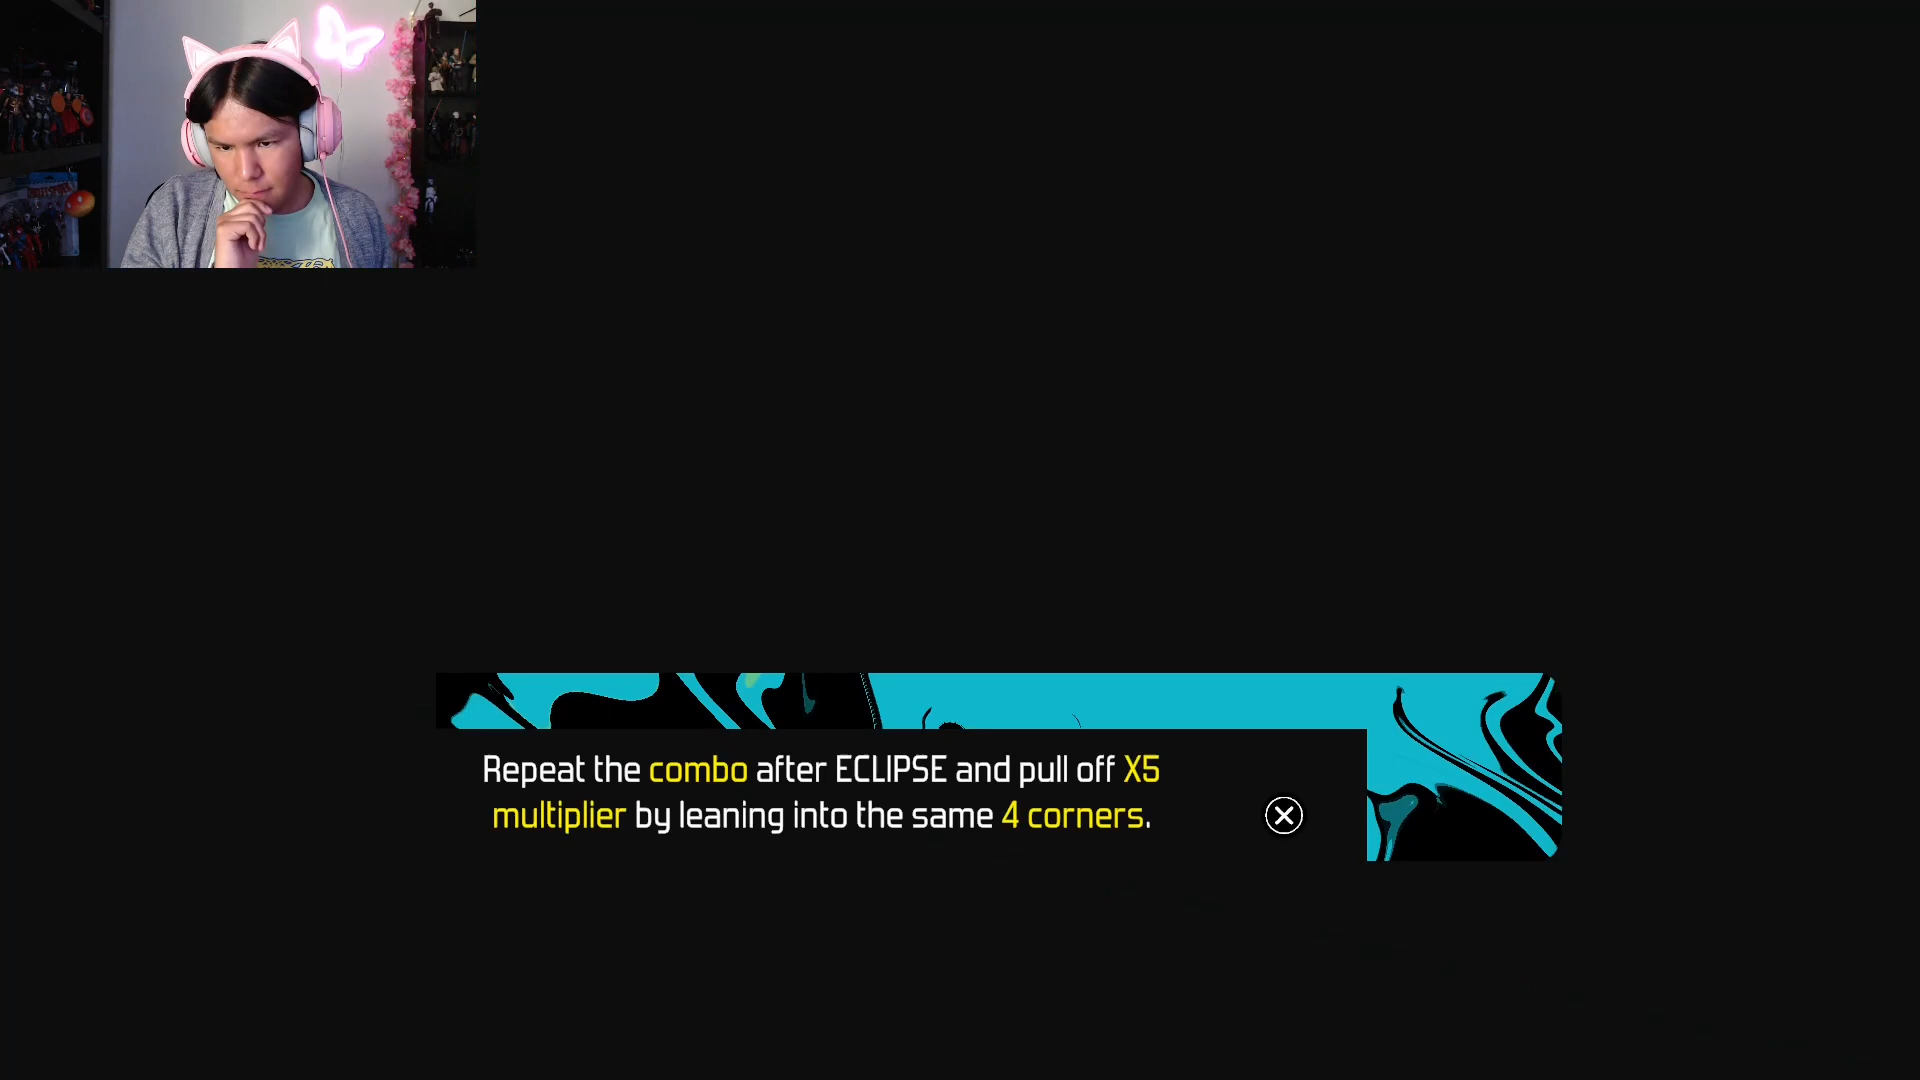 Repeat the combo after ECLIPSE and pull off X5
multiplier by leaning into the same 4 corners.